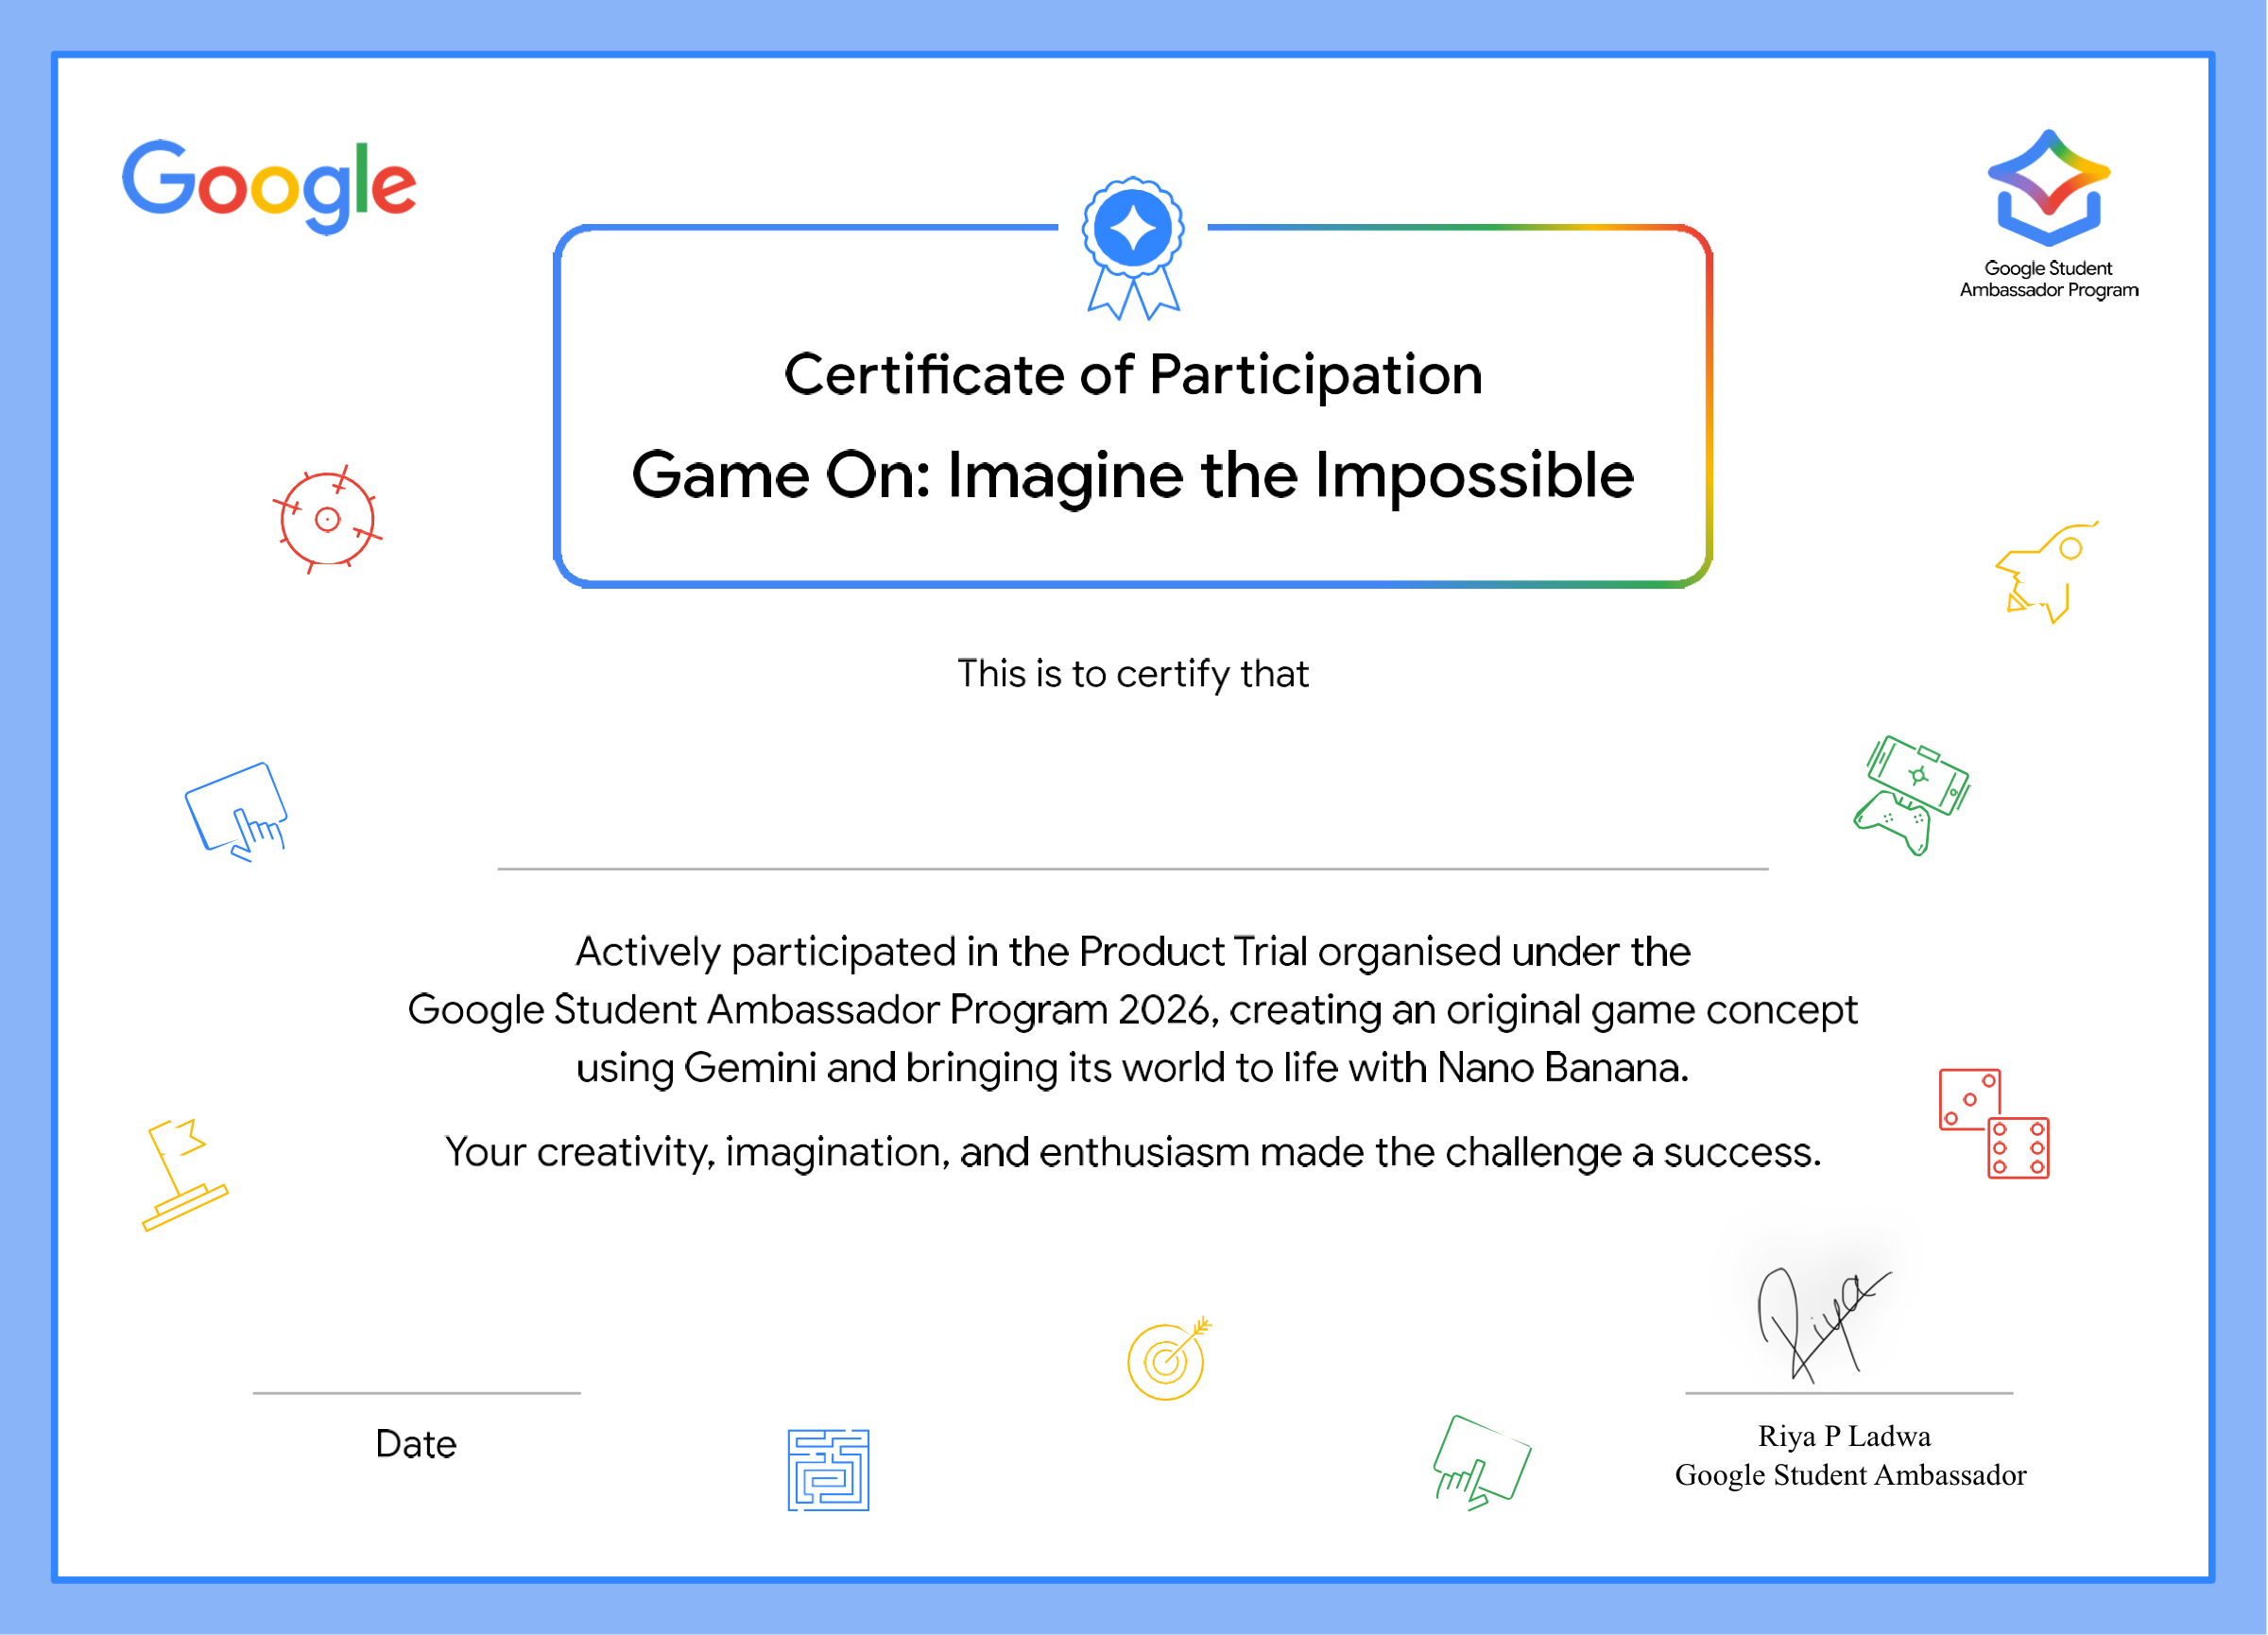 Google
Google Student
Ambassador Program
Certificate of Participation
Game On: Imagine the Impossible
This is to certify that
Actively participated in the Product Trial organised under the
Google Student Ambassador Program 2026, creating an original game concept
using Gemini and bringing its world to life with Nano Banana.
Your creativity, imagination, and enthusiasm made the challenge a success.
Riya
Date
Riya P Ladwa
Google Student Ambassador